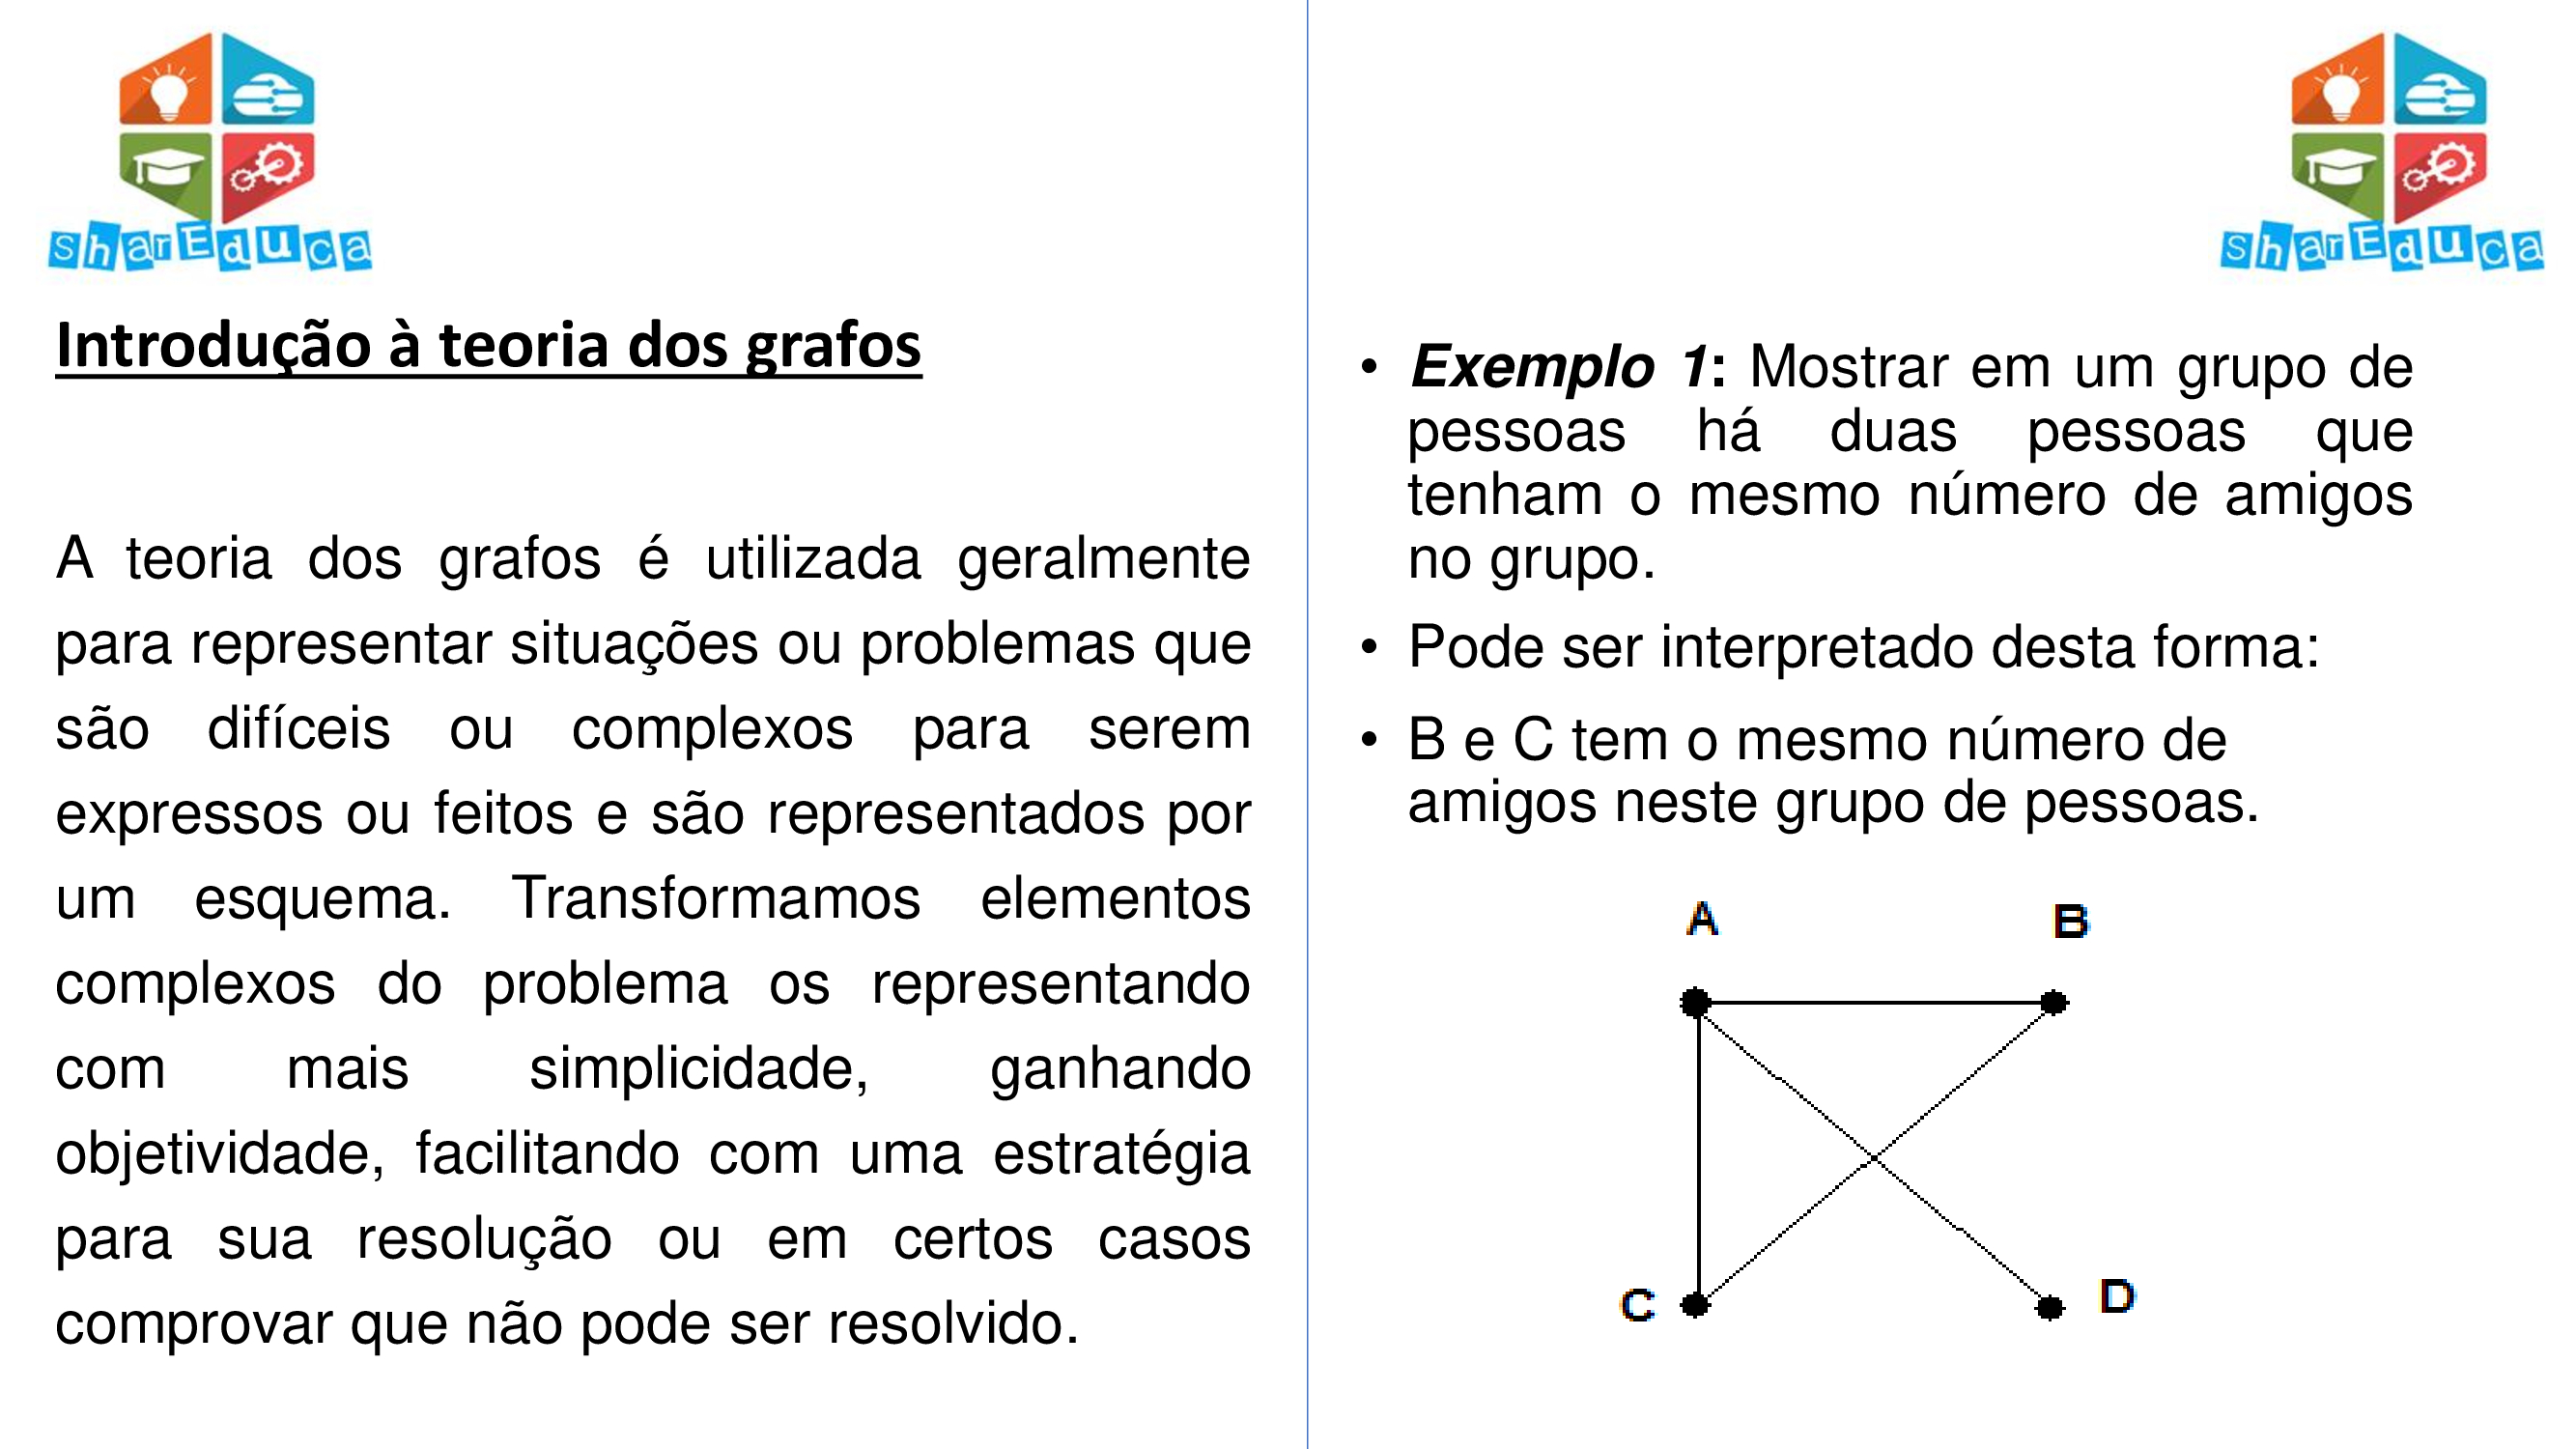 sharEduca
Introdução à teoria dos grafos
A teoria dos grafos é utilizada geralmente
para representar situações ou problemas que
são difíceis ou complexos para serem
expressos ou feitos e são representados por
um esquema. Transformamos elementos
complexos do problema os representando
com mais simplicidade, ganhando
objetividade, facilitando com uma estratégia
para sua resolução ou em certos casos
comprovar que não pode ser resolvido.
sharEduca
• Exemplo 1: Mostrar em um grupo de
pessoas há duas pessoas que
tenham o mesmo número de amigos
no grupo.
• Pode ser interpretado desta forma:
• B e C tem o mesmo número de
amigos neste grupo de pessoas.
A B
C D